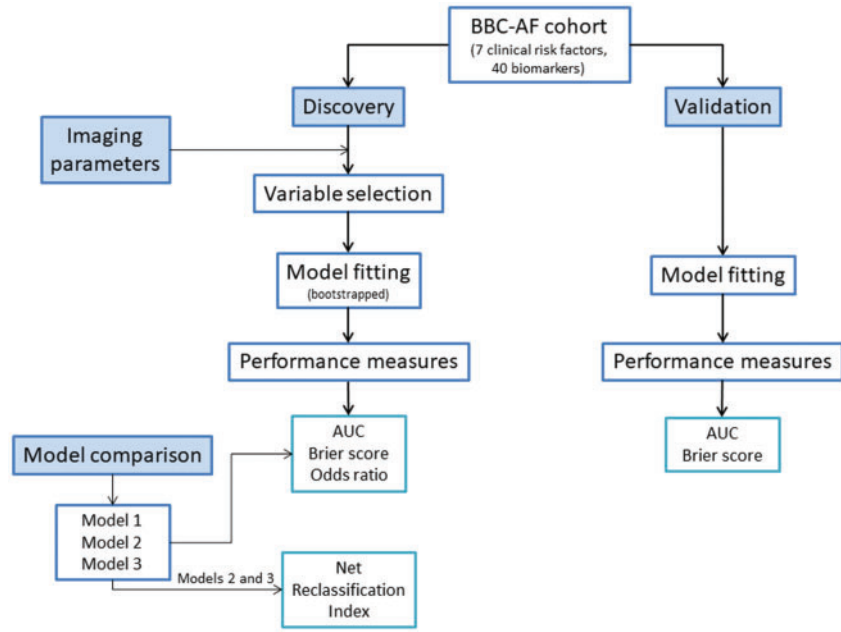 BBC-AF cohort
(7 clinical risk factors,
40 biomarkers)
Discovery
Validation
Imaging
parameters
Variable selection
Model fitting
(bootstrapped)
Model fitting
Performance measures
Performance measures
AUC
Brier score
Odds ratio
AUC
Brier score
Model comparison
Model 1
Model 2
Model 3
Models 2 and 3
Net
Reclassification
Index